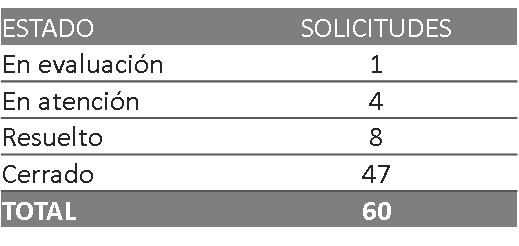 ESTADO SOLICITUDES
En evaluación 1
En atención 4
Resuelto 8
Cerrado 47
TOTAL 60